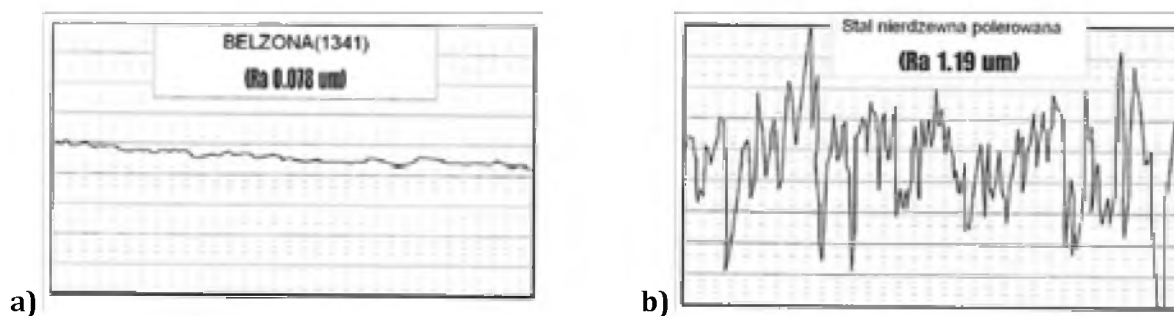 BELZONA(1341)
(Ra 0.078 um)
a)
Stal nierdzewna polerowana
(Ra 1.19 um)
b)